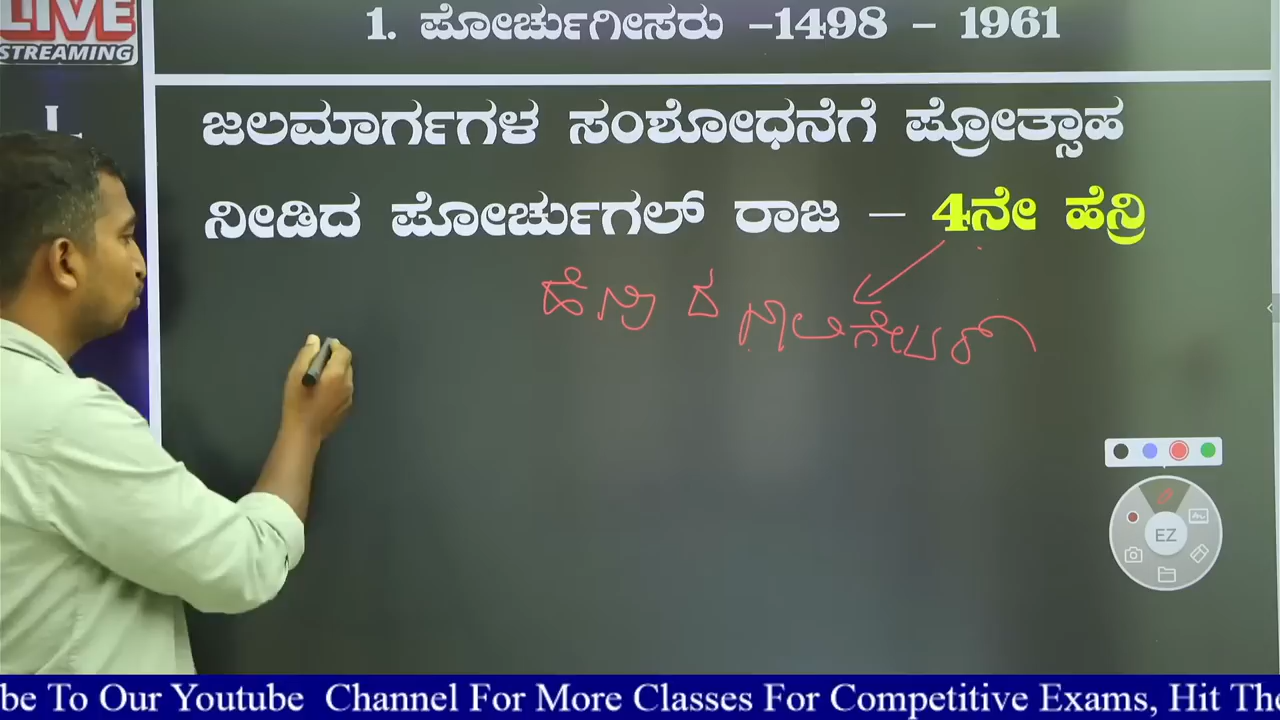 LIVE
STREAMING
1. ಪೋರ್ಚುಗೀಸರು –1498 – 1961
ಜಲಮಾರ್ಗಗಳ ಸಂಶೋಧನೆಗೆ ಪ್ರೋತ್ಸಾಹ
ನೀಡಿದ ಪೋರ್ಚುಗಲ್ ರಾಜ – 4ನೇ ಹೆನ್ರಿ
ಹೆನ್ರಿ ದ ನ್ಯಾವಿಗೇಟರ್
EZ
be To Our Youtube Channel For More Classes For Competitive Exams, Hit The